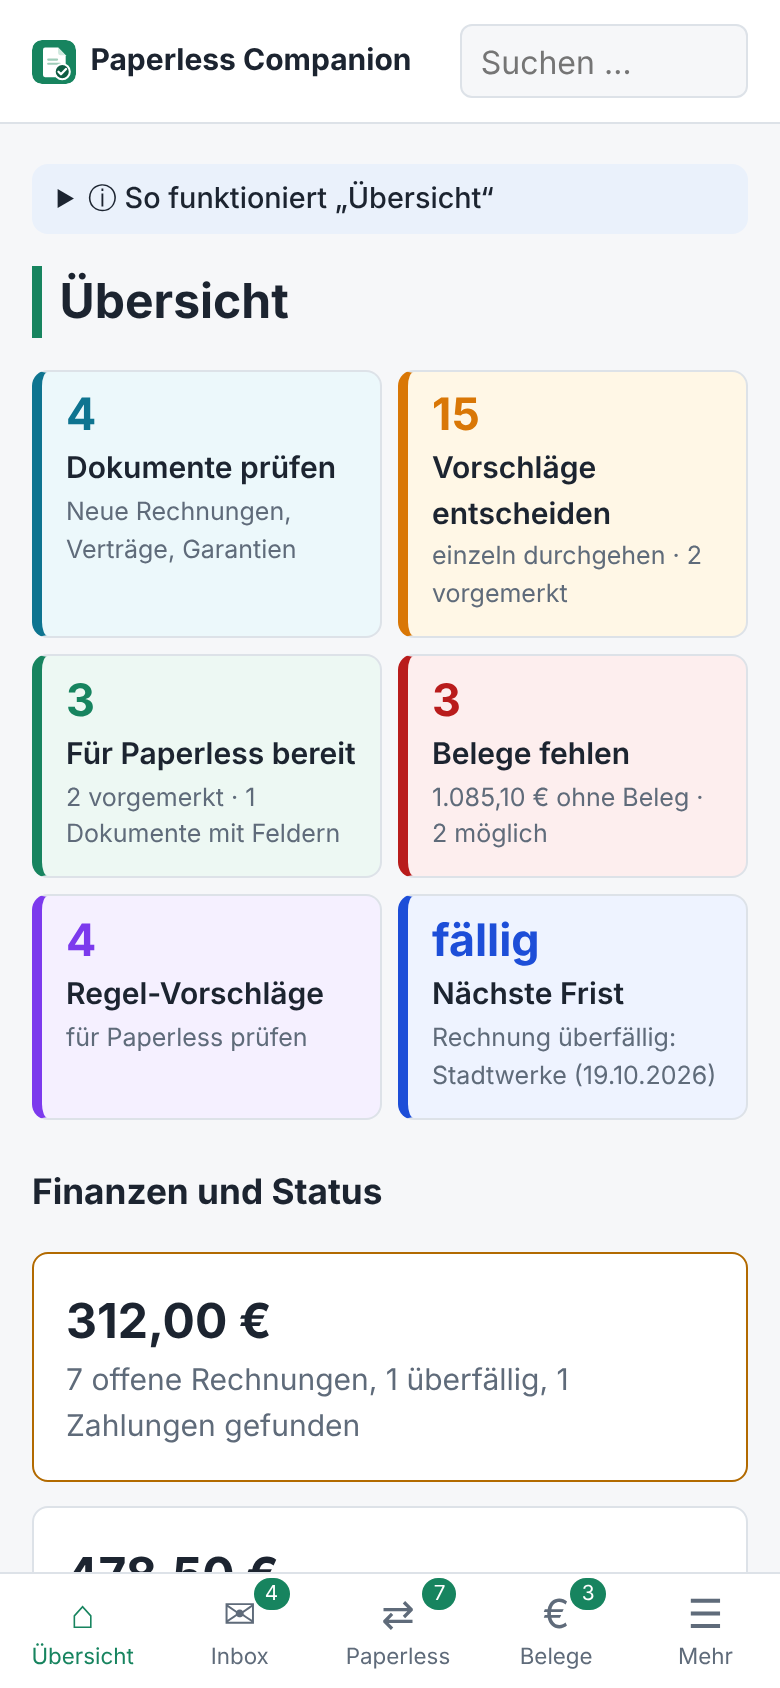 Paperless Companion
Suchen ...
▶ ⓘ So funktioniert „Übersicht“
Übersicht
4
Dokumente prüfen
Neue Rechnungen,
Verträge, Garantien
15
Vorschläge
entscheiden
einzeln durchgehen · 2
vorgemerkt
3
Für Paperless bereit
2 vorgemerkt · 1
Dokumente mit Feldern
3
Belege fehlen
1.085,10 € ohne Beleg ·
2 möglich
4
Regel-Vorschläge
für Paperless prüfen
fällig
Nächste Frist
Rechnung überfällig:
Stadtwerke (19.10.2026)
Finanzen und Status
312,00 €
7 offene Rechnungen, 1 überfällig, 1
Zahlungen gefunden
478,50 €
4
7
3
Übersicht
Inbox
Paperless
€
Belege
Mehr